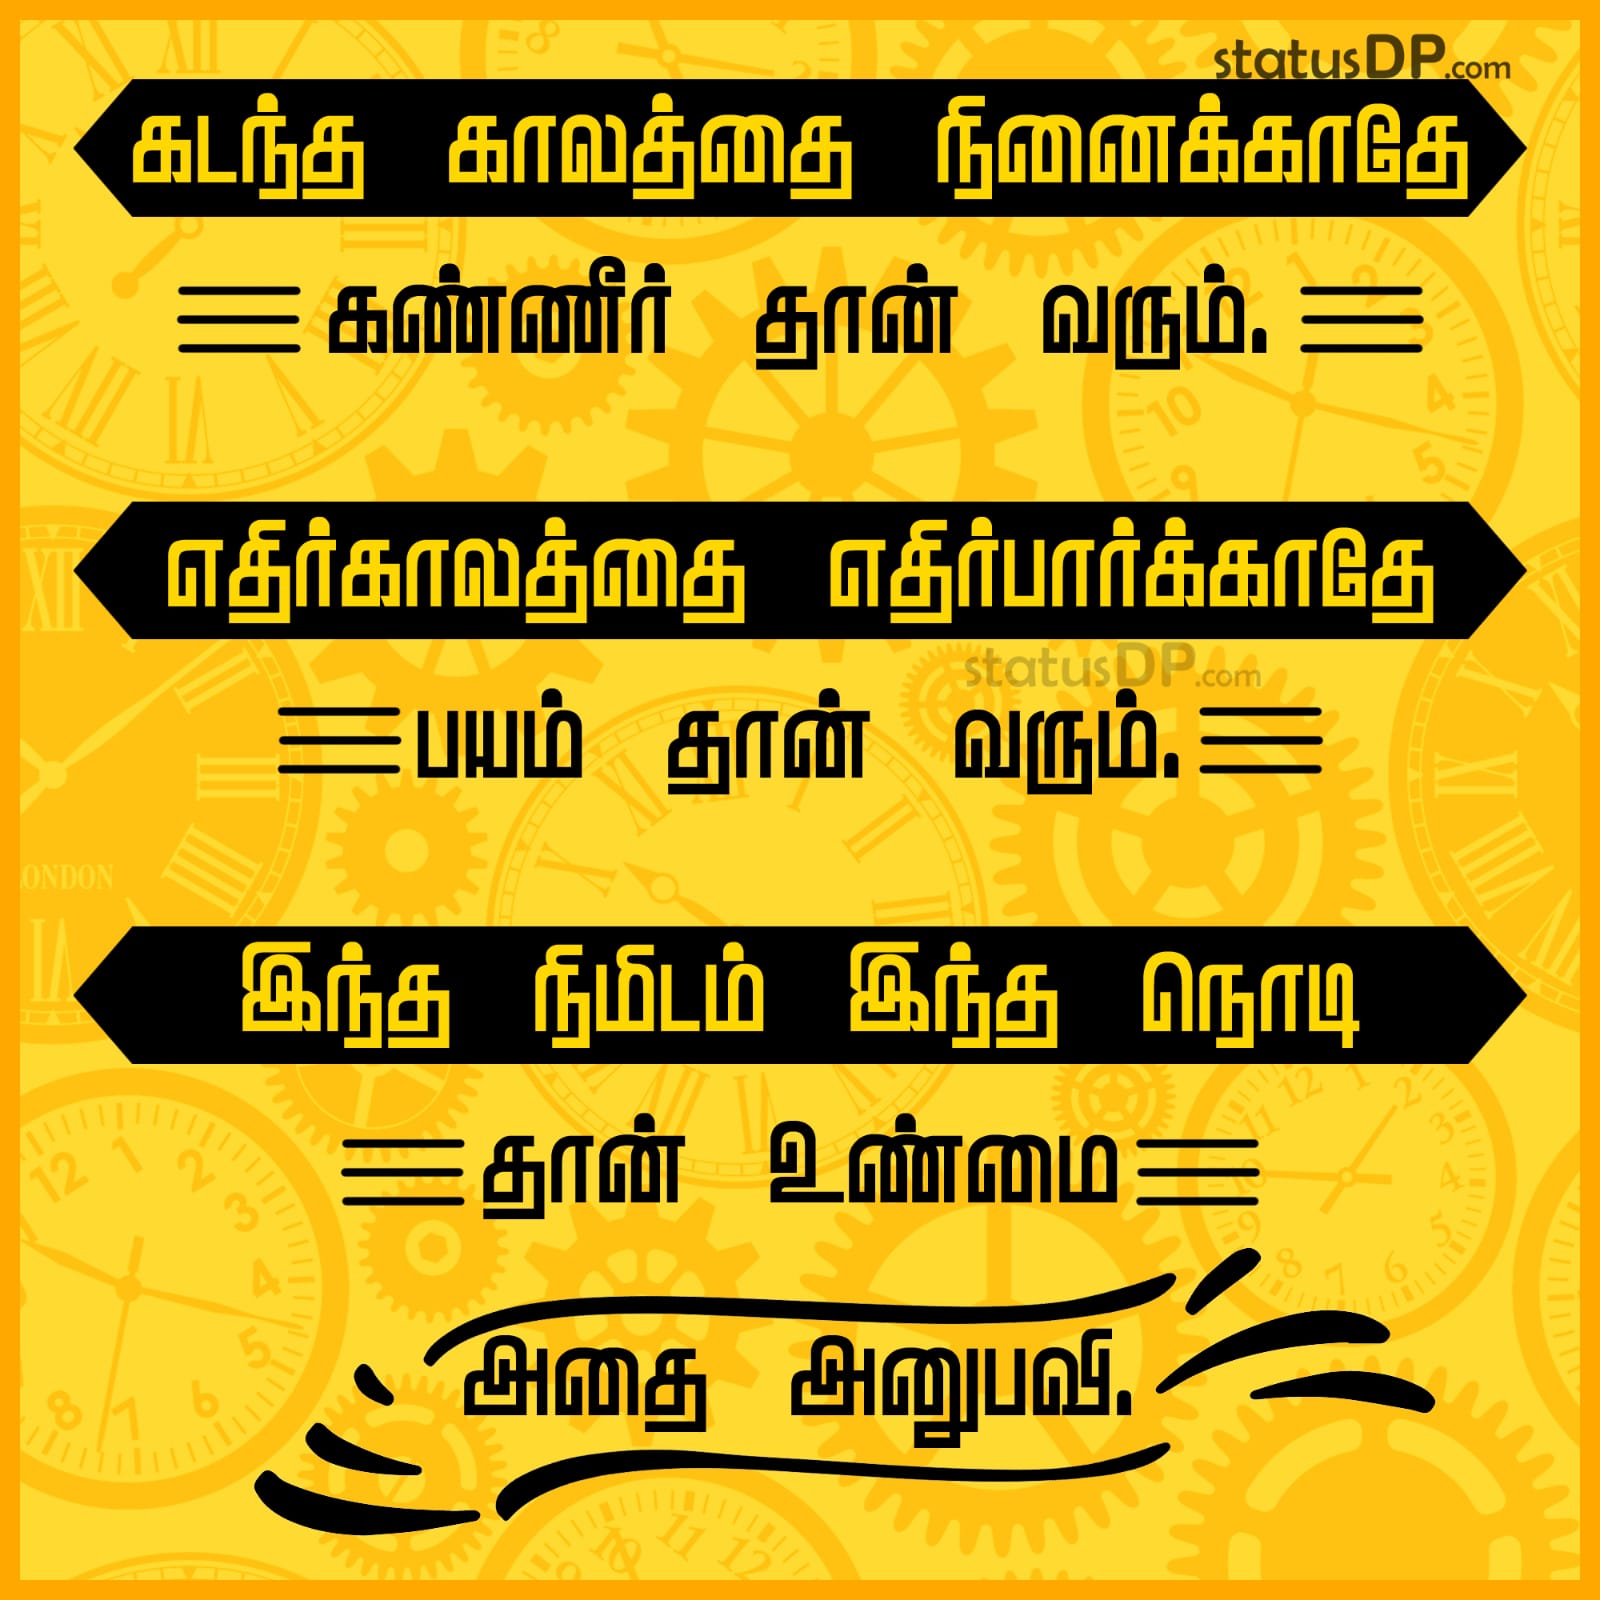 statusDP.com
கடந்த காலத்தை நினைக்காதே
கண்ணீர் தான் வரும்.
எதிர்காலத்தை எதிர்பார்க்காதே
statusDP.com
பயம் தான் வரும்.
இந்த நிமிடம் இந்த நொடி
தான் உண்மை
அதை அனுபவி.